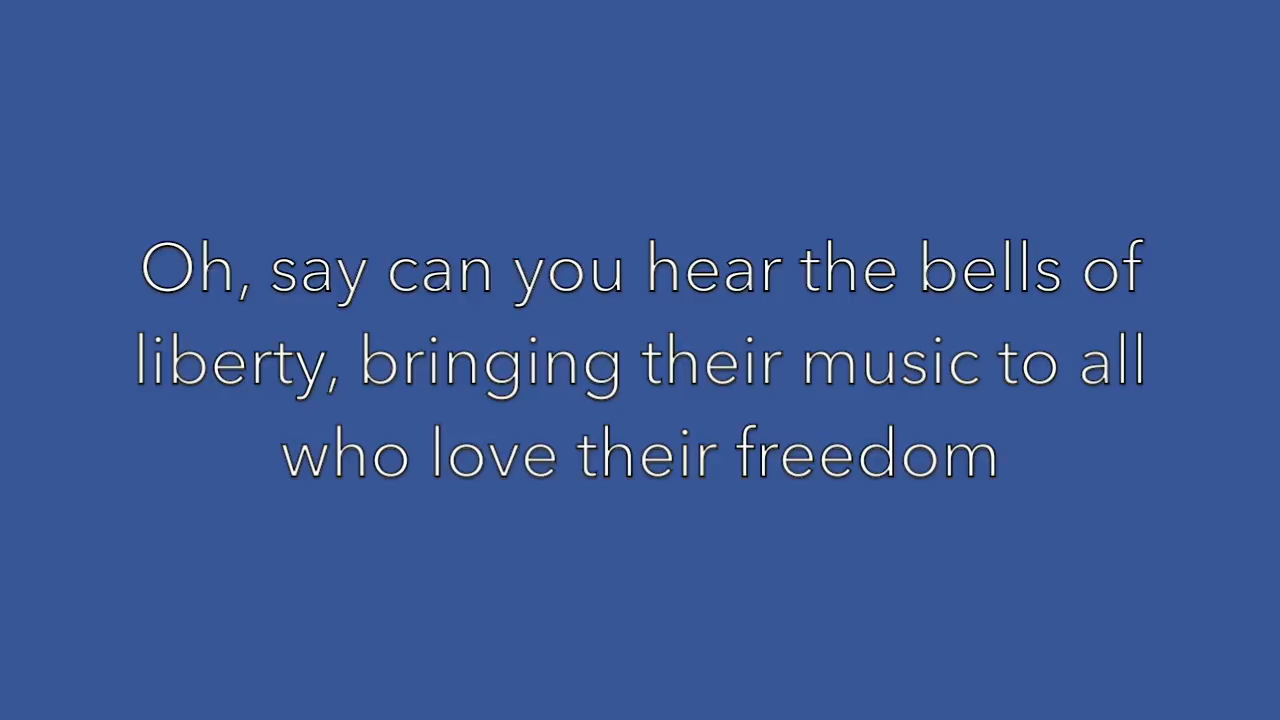 Oh, say can you hear the bells of
liberty, bringing their music to all
who love their freedom